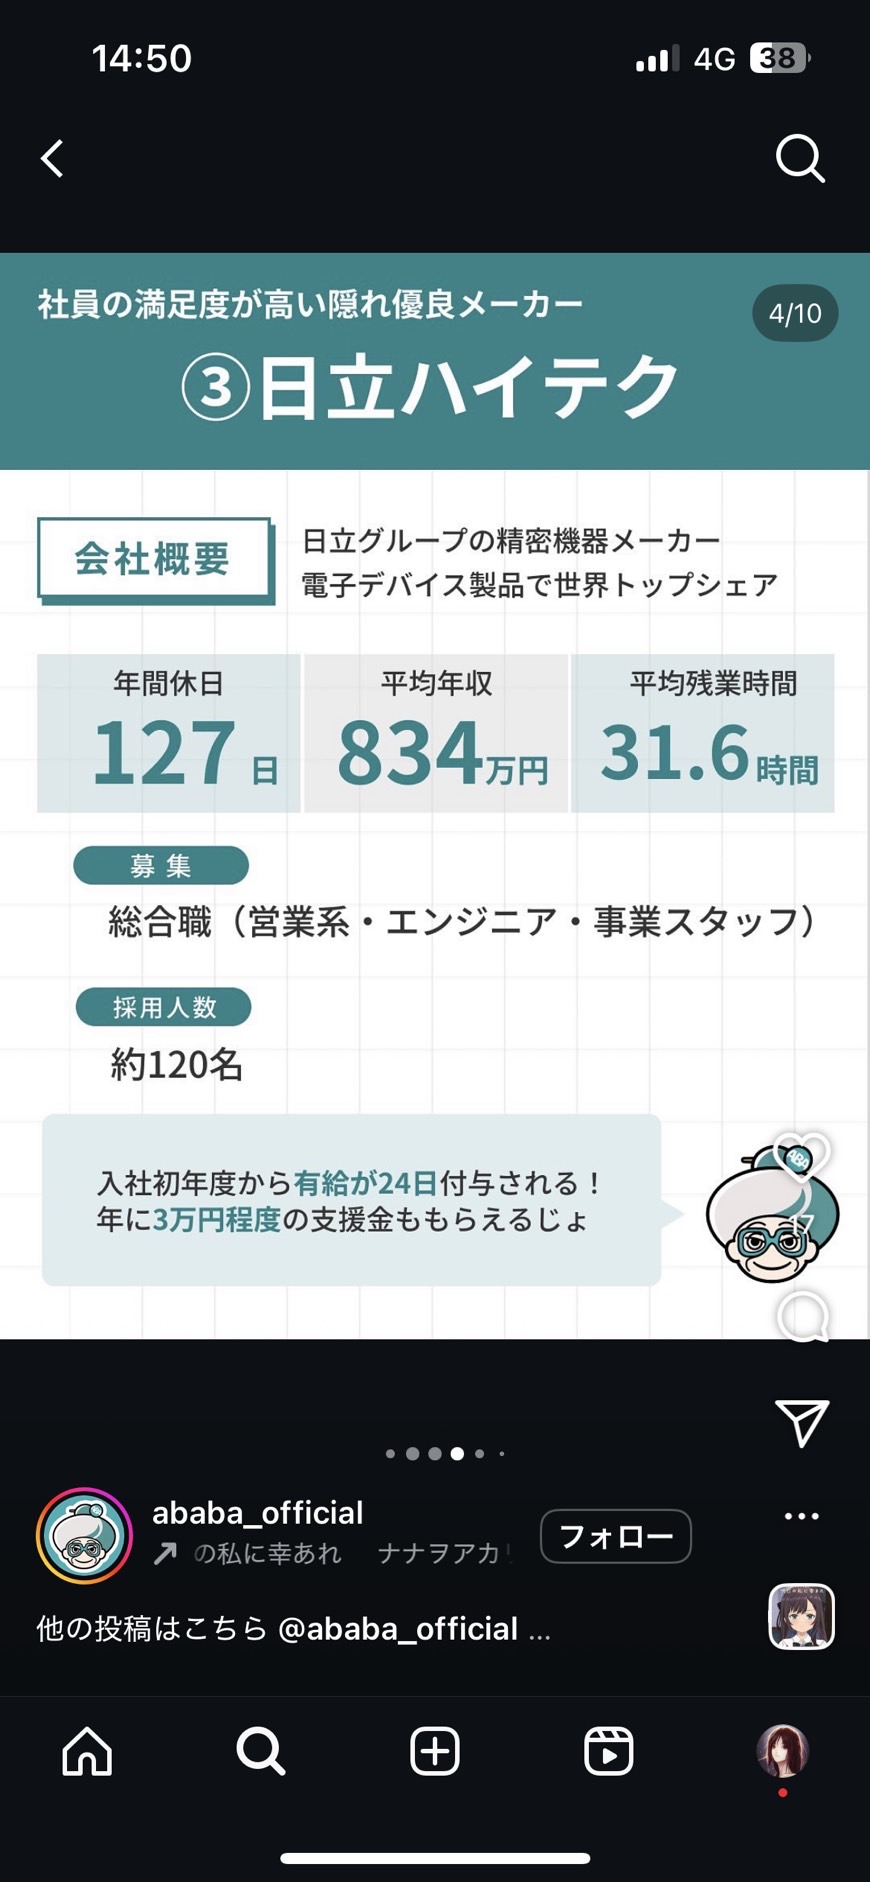 14:50
4G
38
社員の満足度が高い隠れ優良メーカー
4/10
③日立ハイテク
会社概要
日立グループの精密機器メーカー
電子デバイス製品で世界トップシェア
年間休日
127日
平均年収
834万円
平均残業時間
31.6時間
募集
総合職（営業系・エンジニア・事業スタッフ）
採用人数
約120名
入社初年度から有給が24日付与される！
年に3万円程度の支援金ももらえるじょ
ABA
17
ababa_official
の私に幸あれ ナナヲアカ
フォロー
他の投稿はこちら @ababa_official ...